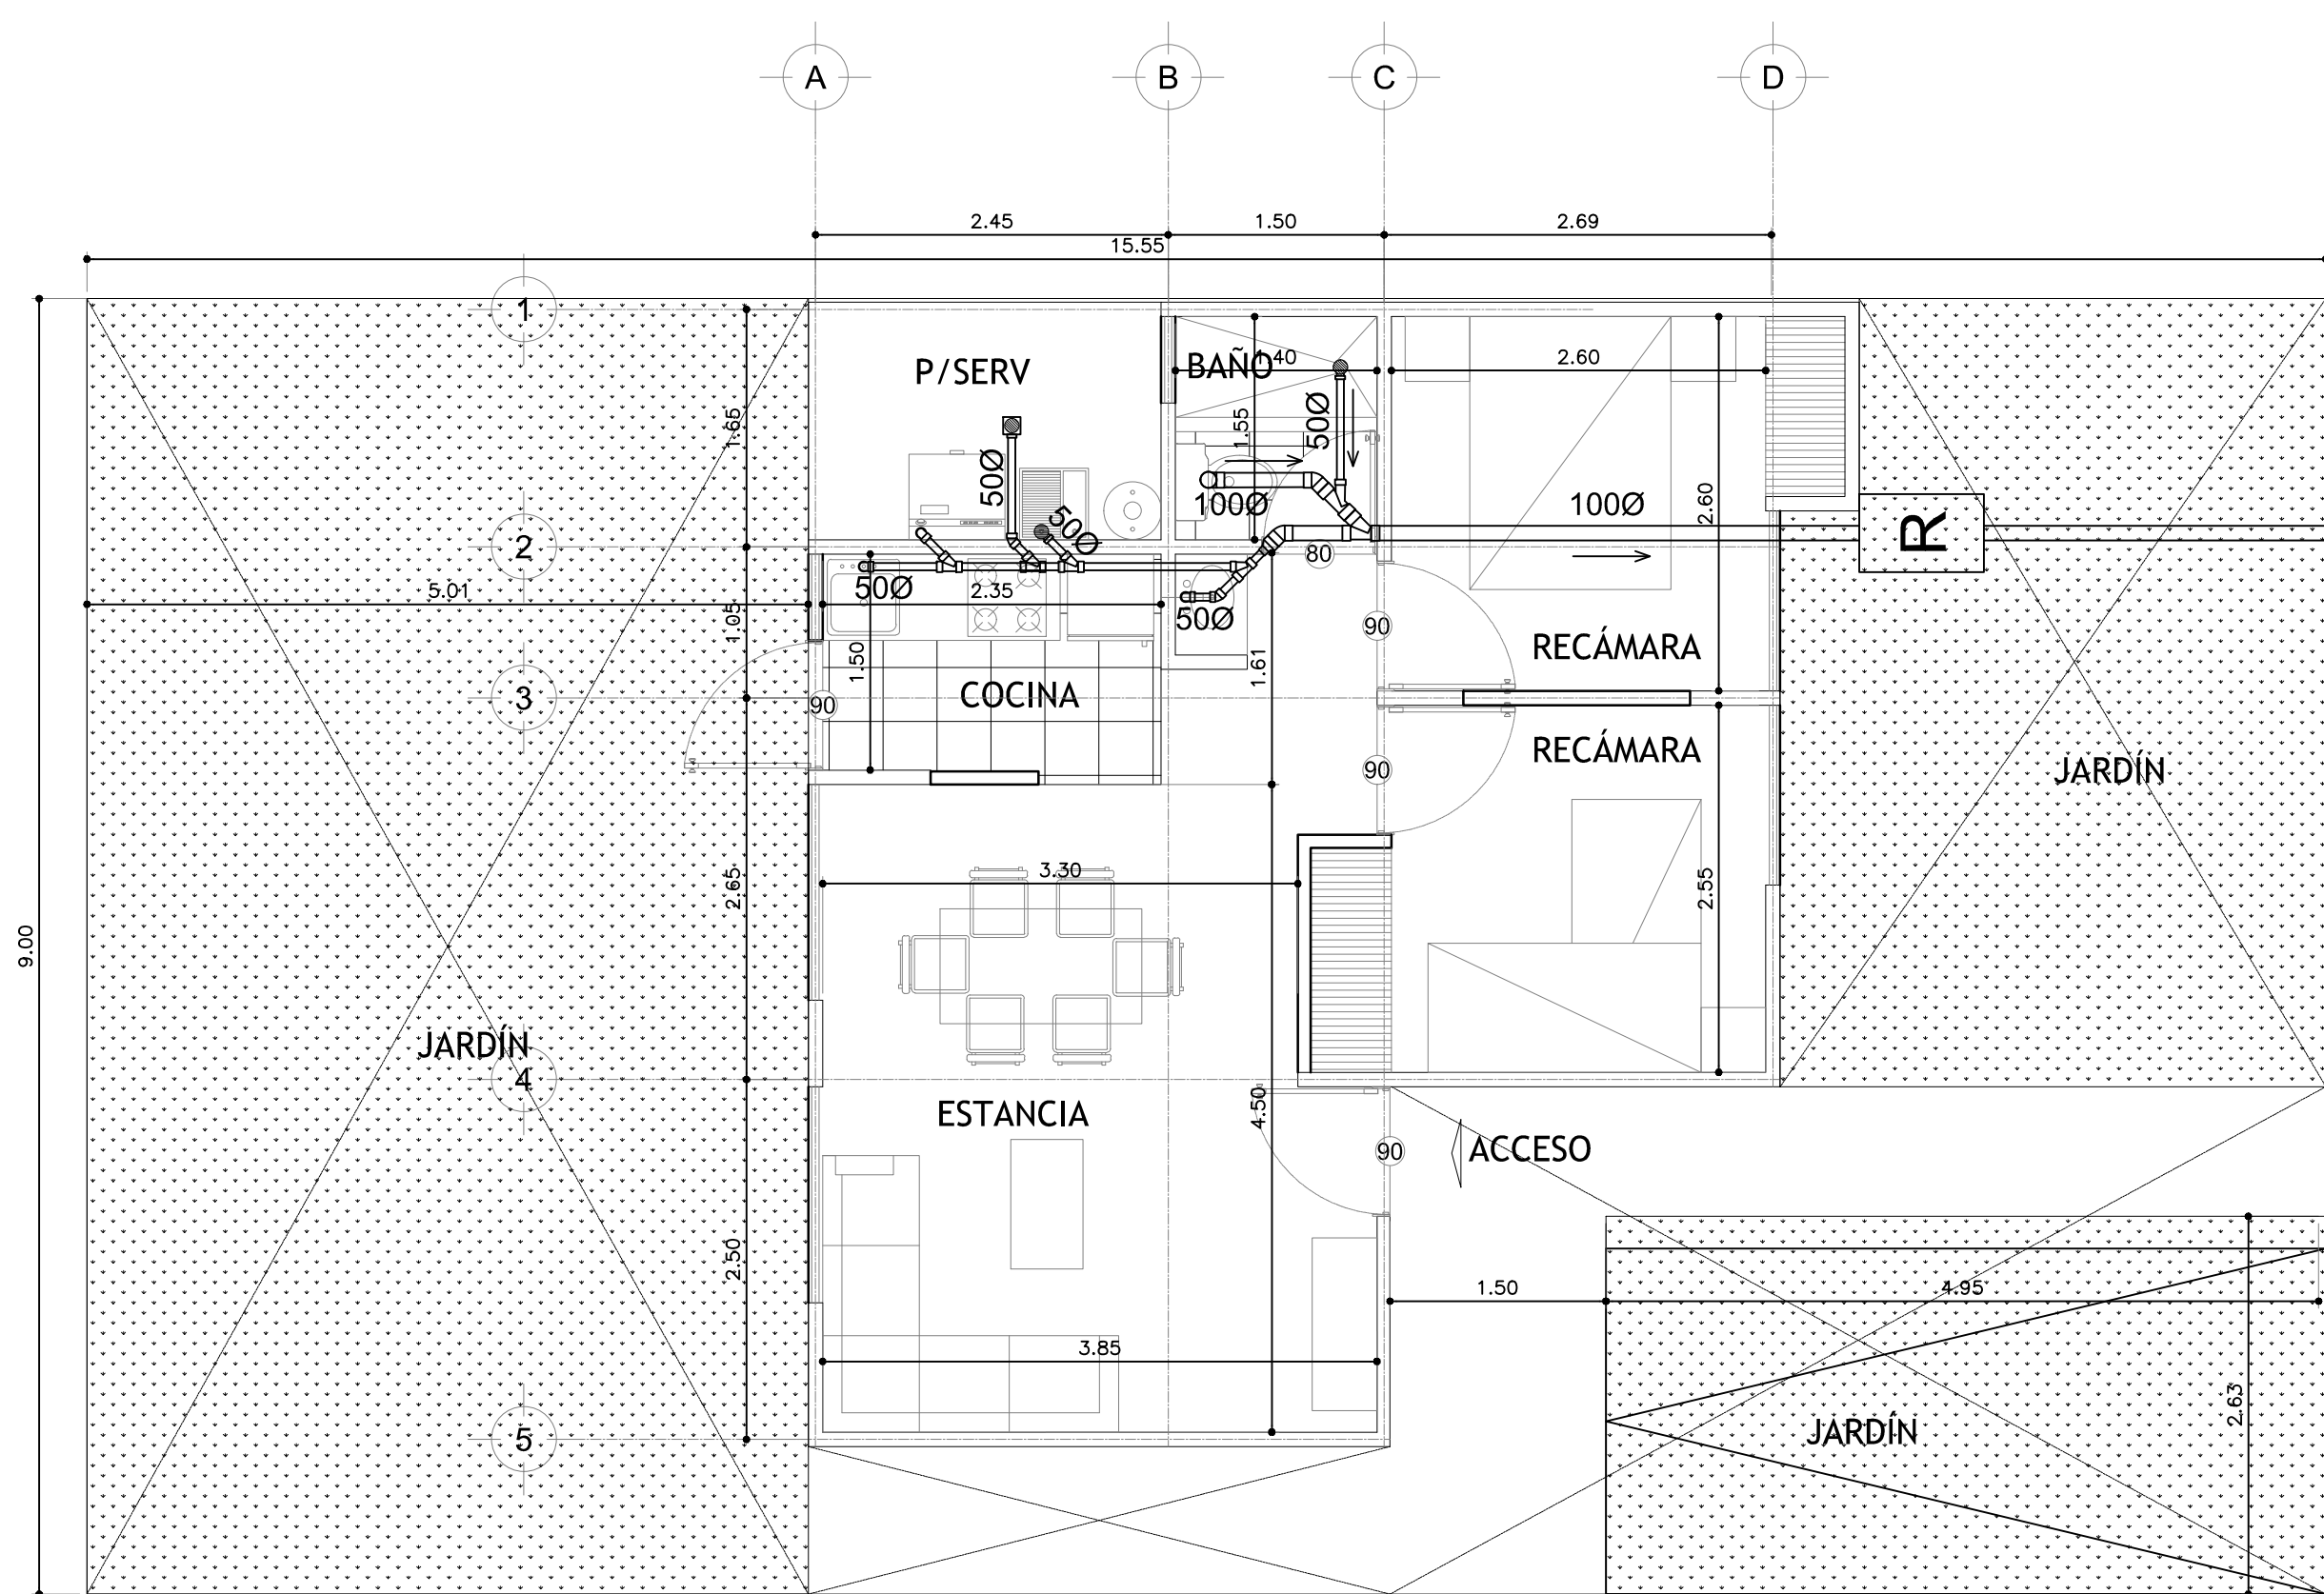 A
B
C
D
2.45
1.50
2.69
15.55
1
P/SERV
BAÑO
1.40
2.60
1.65
1.55
50Ø
50Ø
50Ø
100Ø
100Ø
2.60
R
2
80
5.01
50Ø
2.35
50Ø
1.05
90
RECÁMARA
1.50
1.61
3
COCINA
90
RECÁMARA
90
JARDÍN
3.30
2.65
2.55
9.00
JARDÍN
4
ESTANCIA
4.50
90
ACCESO
2.50
1.50
4.95
3.85
2.63
5
JARDÍN